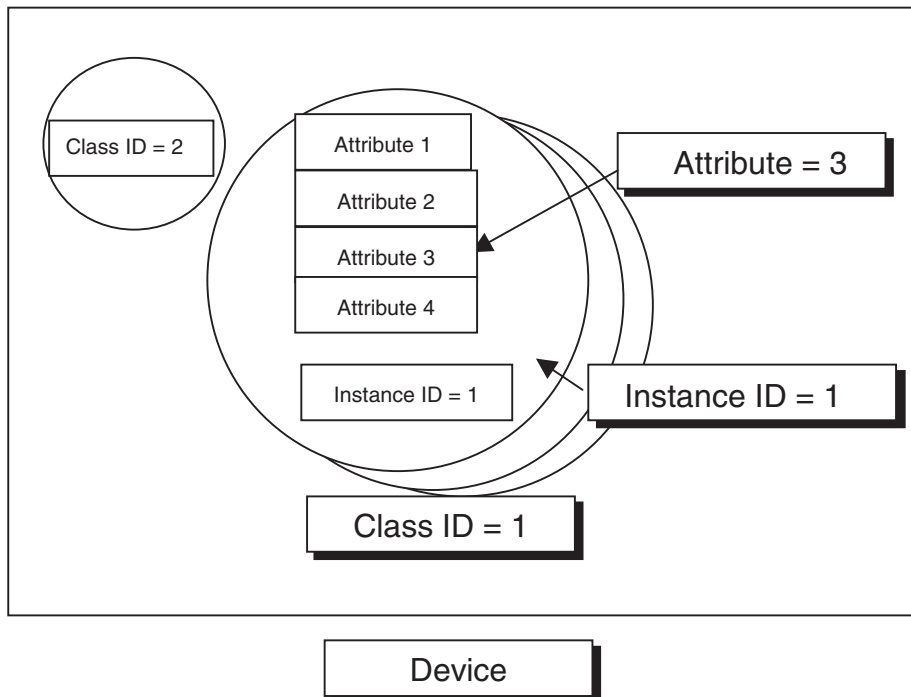 Class ID = 2
Attribute 1
Attribute 2
Attribute 3
Attribute 4
Instance ID = 1
Attribute = 3
Instance ID = 1
Class ID = 1
Device